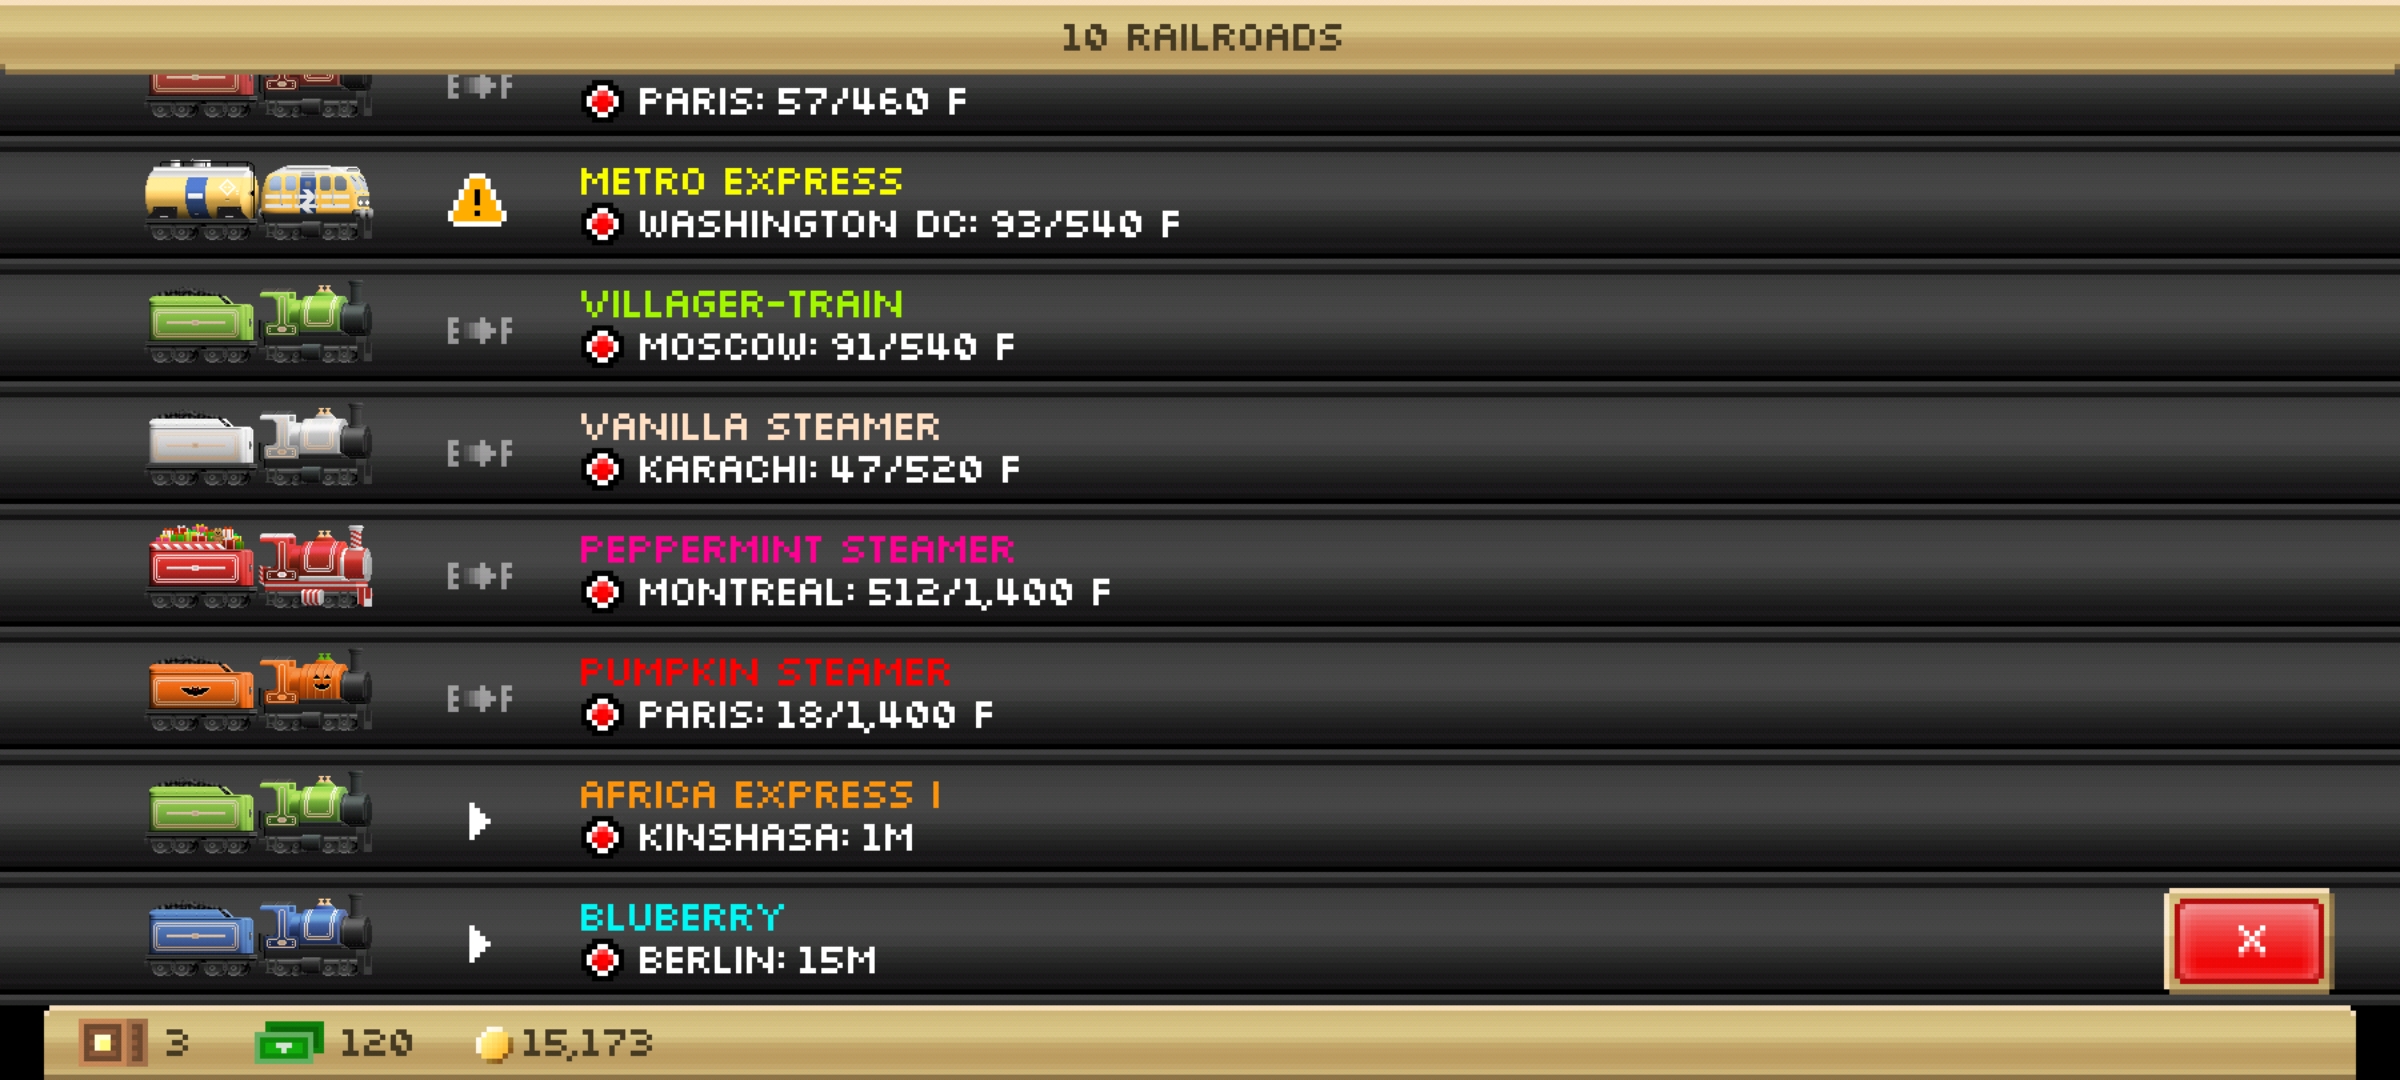 10 RAILROADS
E F
PARIS: 57/460 F
METRO EXPRESS
! WASHINGTON DC: 93/540 F
VILLAGER-TRAIN
E F
MOSCOW: 91/540 F
VANILLA STEAMER
E F
KARACHI: 47/520 F
PEPPERMINT STEAMER
E F
MONTREAL: 512/1,400 F
PUMPKIN STEAMER
E F
PARIS: 18/1,400 F
AFRICA EXPRESS I
KINSHASA: 1M
BLUBERRY
BERLIN: 15M
X
3 120 15,173